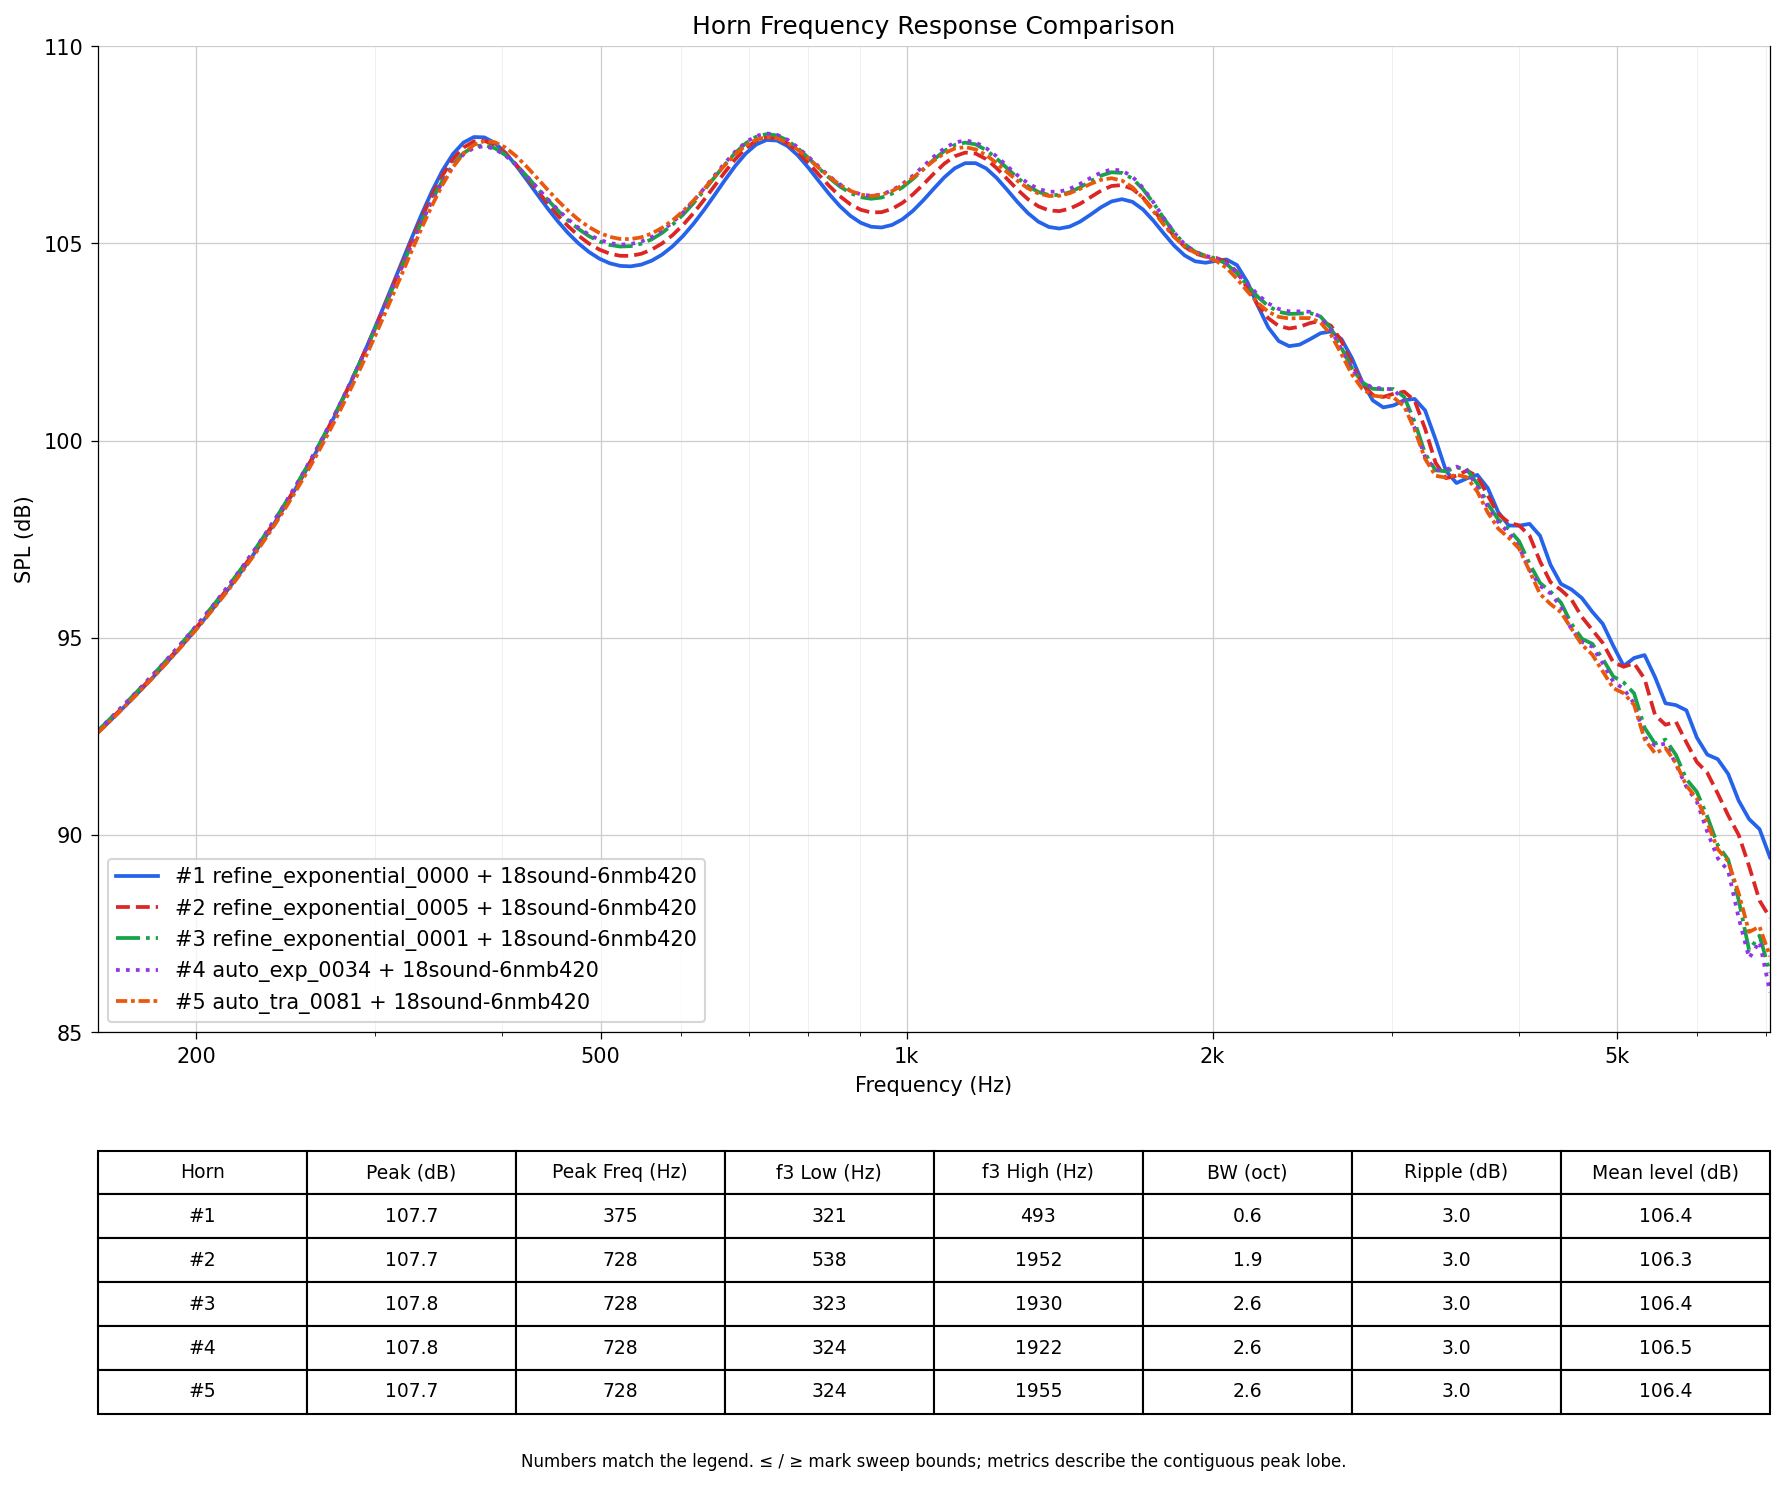 Horn Frequency Response Comparison
110
105
100
95
90
85
SPL (dB)
200 500 1k 2k 5k
Frequency (Hz)
#1 refine_exponential_0000 + 18sound-6nmb420
#2 refine_exponential_0005 + 18sound-6nmb420
#3 refine_exponential_0001 + 18sound-6nmb420
#4 auto_exp_0034 + 18sound-6nmb420
#5 auto_tra_0081 + 18sound-6nmb420
Horn Peak (dB) Peak Freq (Hz) f3 Low (Hz) f3 High (Hz) BW (oct) Ripple (dB) Mean level (dB)
#1 107.7 375 321 493 0.6 3.0 106.4
#2 107.7 728 538 1952 1.9 3.0 106.3
#3 107.8 728 323 1930 2.6 3.0 106.4
#4 107.8 728 324 1922 2.6 3.0 106.5
#5 107.7 728 324 1955 2.6 3.0 106.4
Numbers match the legend. ≤ / ≥ mark sweep bounds; metrics describe the contiguous peak lobe.